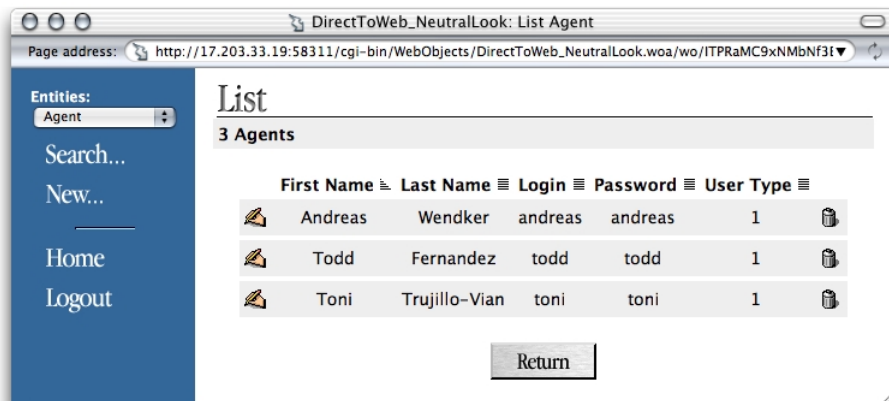 DirectToWeb_NeutralLook: List Agent
Page address: http://17.203.33.19:58311/cgi-bin/WebObjects/DirectToWeb_NeutralLook.woa/wo/ITPRaMC9xNMbNf3E
Entities:
Agent
Search...
New...
Home
Logout
List
3 Agents
First Name Last Name Login Password User Type
Andreas Wendker andreas andreas 1
Todd Fernandez todd todd 1
Toni Trujillo-Vian toni toni 1
Return